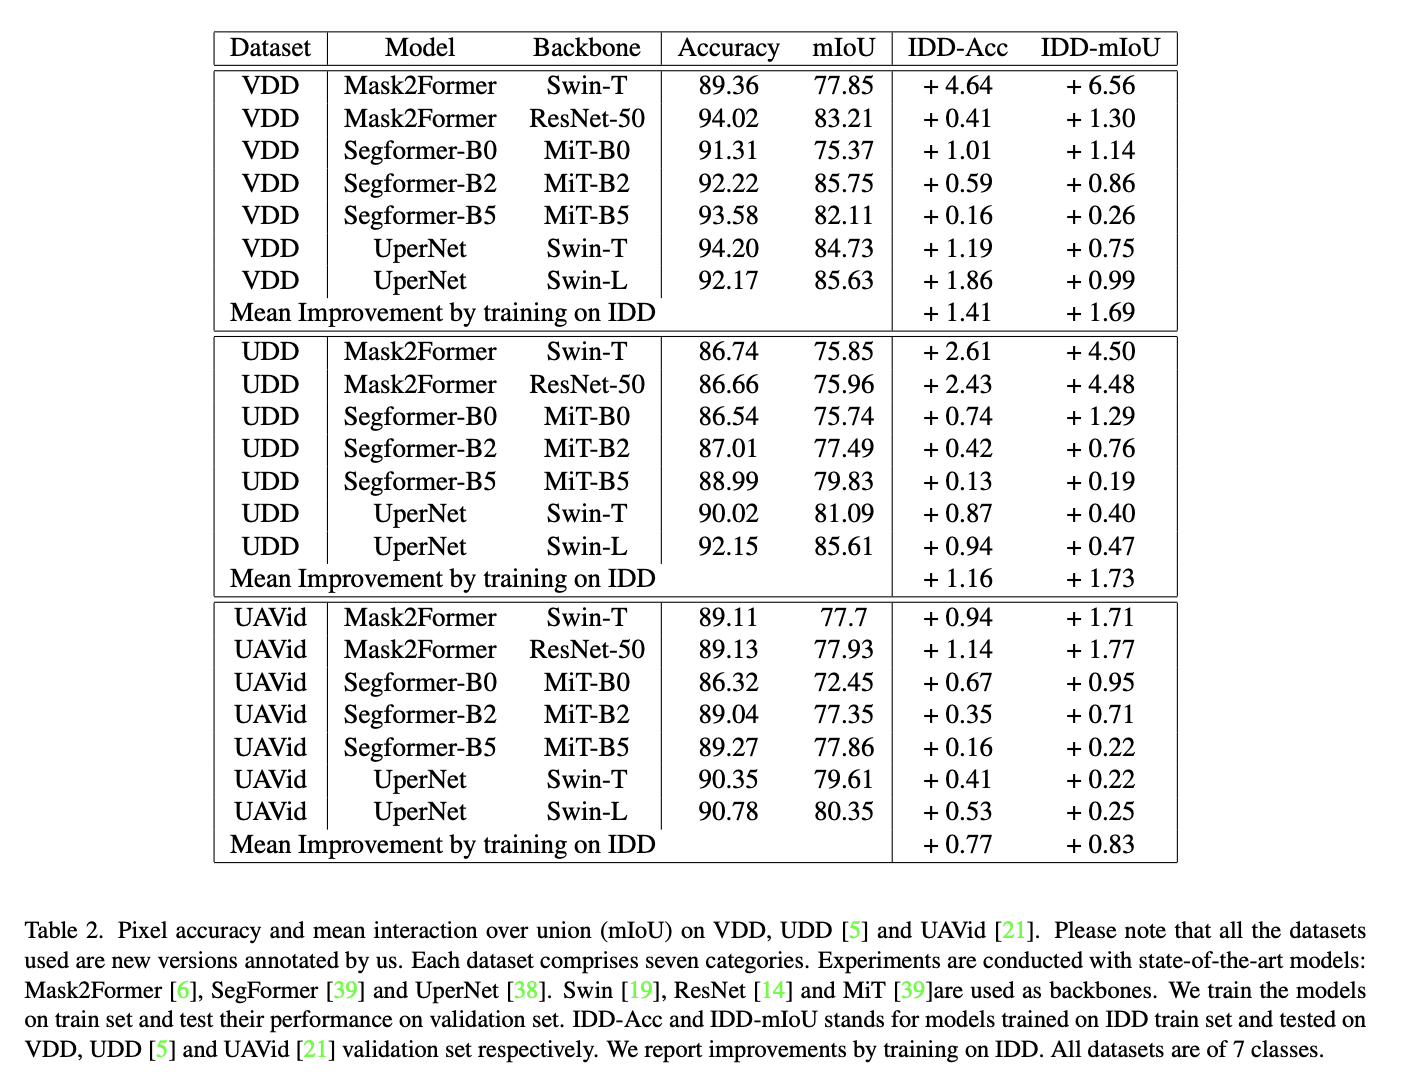 Dataset Model Backbone Accuracy mIoU IDD-Acc IDD-mIoU
VDD Mask2Former Swin-T 89.36 77.85 + 4.64 + 6.56
VDD Mask2Former ResNet-50 94.02 83.21 + 0.41 + 1.30
VDD Segformer-B0 MiT-B0 91.31 75.37 + 1.01 + 1.14
VDD Segformer-B2 MiT-B2 92.22 85.75 + 0.59 + 0.86
VDD Segformer-B5 MiT-B5 93.58 82.11 + 0.16 + 0.26
VDD UperNet Swin-T 94.20 84.73 + 1.19 + 0.75
VDD UperNet Swin-L 92.17 85.63 + 1.86 + 0.99
Mean Improvement by training on IDD + 1.41 + 1.69
UDD Mask2Former Swin-T 86.74 75.85 + 2.61 + 4.50
UDD Mask2Former ResNet-50 86.66 75.96 + 2.43 + 4.48
UDD Segformer-B0 MiT-B0 86.54 75.74 + 0.74 + 1.29
UDD Segformer-B2 MiT-B2 87.01 77.49 + 0.42 + 0.76
UDD Segformer-B5 MiT-B5 88.99 79.83 + 0.13 + 0.19
UDD UperNet Swin-T 90.02 81.09 + 0.87 + 0.40
UDD UperNet Swin-L 92.15 85.61 + 0.94 + 0.47
Mean Improvement by training on IDD + 1.16 + 1.73
UAVid Mask2Former Swin-T 89.11 77.7 + 0.94 + 1.71
UAVid Mask2Former ResNet-50 89.13 77.93 + 1.14 + 1.77
UAVid Segformer-B0 MiT-B0 86.32 72.45 + 0.67 + 0.95
UAVid Segformer-B2 MiT-B2 89.04 77.35 + 0.35 + 0.71
UAVid Segformer-B5 MiT-B5 89.27 77.86 + 0.16 + 0.22
UAVid UperNet Swin-T 90.35 79.61 + 0.41 + 0.22
UAVid UperNet Swin-L 90.78 80.35 + 0.53 + 0.25
Mean Improvement by training on IDD + 0.77 + 0.83
Table 2. Pixel accuracy and mean interaction over union (mIoU) on VDD, UDD [5] and UAVid [21]. Please note that all the datasets
used are new versions annotated by us. Each dataset comprises seven categories. Experiments are conducted with state-of-the-art models:
Mask2Former [6], SegFormer [39] and UperNet [38]. Swin [19], ResNet [14] and MiT [39]are used as backbones. We train the models
on train set and test their performance on validation set. IDD-Acc and IDD-mIoU stands for models trained on IDD train set and tested on
VDD, UDD [5] and UAVid [21] validation set respectively. We report improvements by training on IDD. All datasets are of 7 classes.